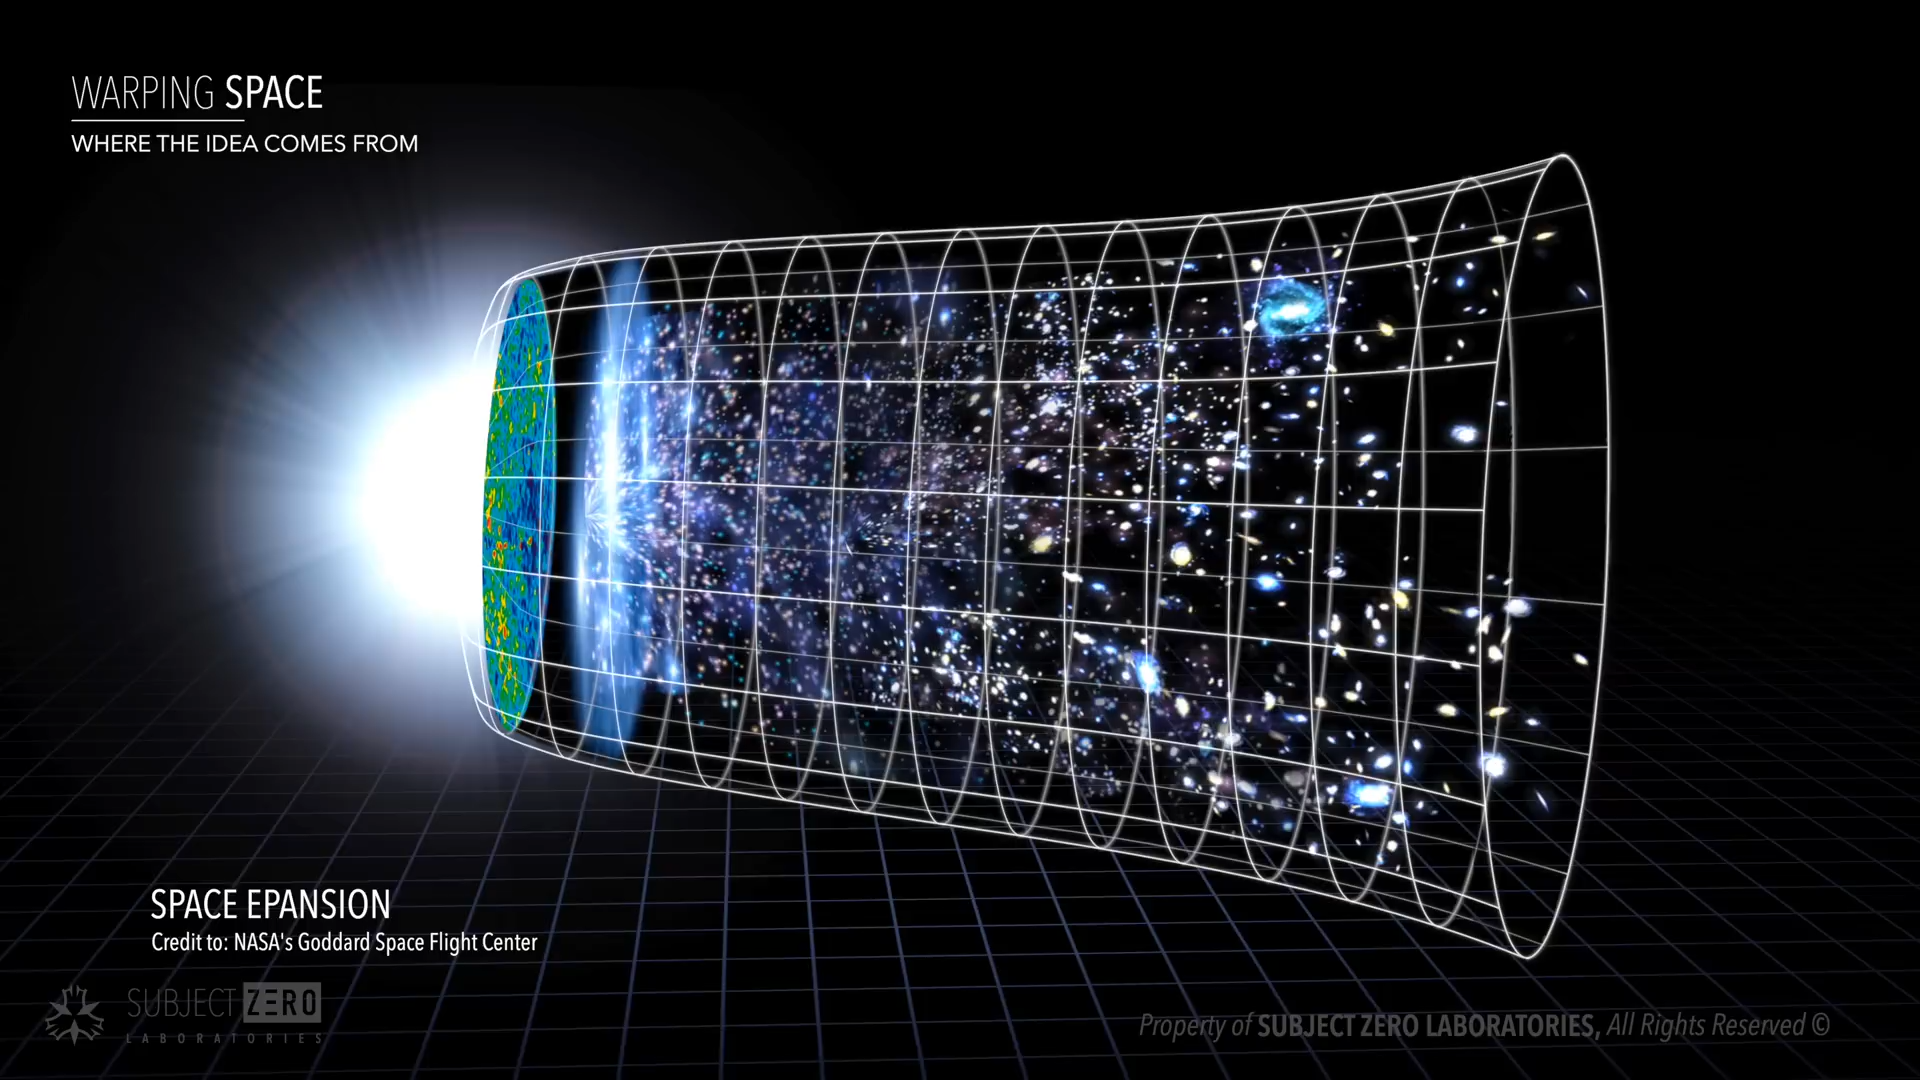 WARPING SPACE
WHERE THE IDEA COMES FROM
SPACE EPANSION
Credit to: NASA's Goddard Space Flight Center
SUBJECT ZERO
LABORATORIES
Property of SUBJECT ZERO LABORATORIES, All Rights Reserved ©